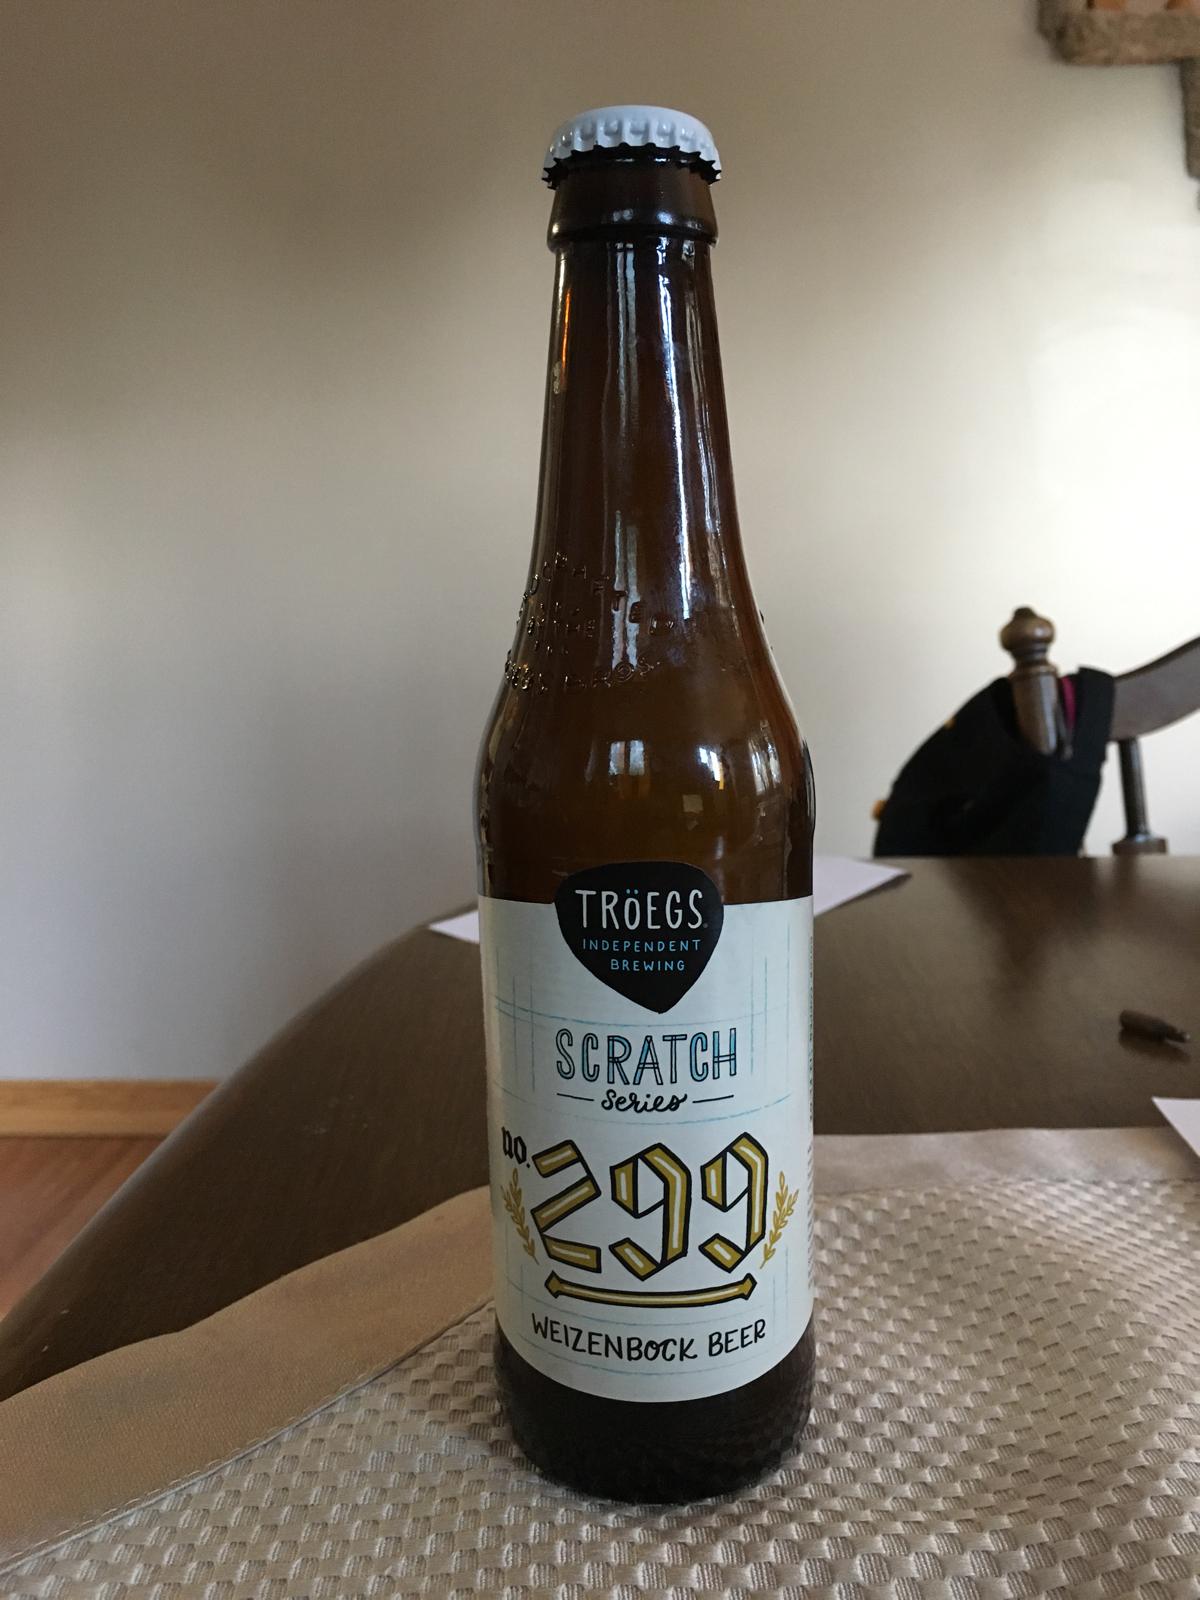 TRÖEGS
INDEPENDENT
BREWING
SCRATCH
series
no. 299
WEIZENBOCK BEER